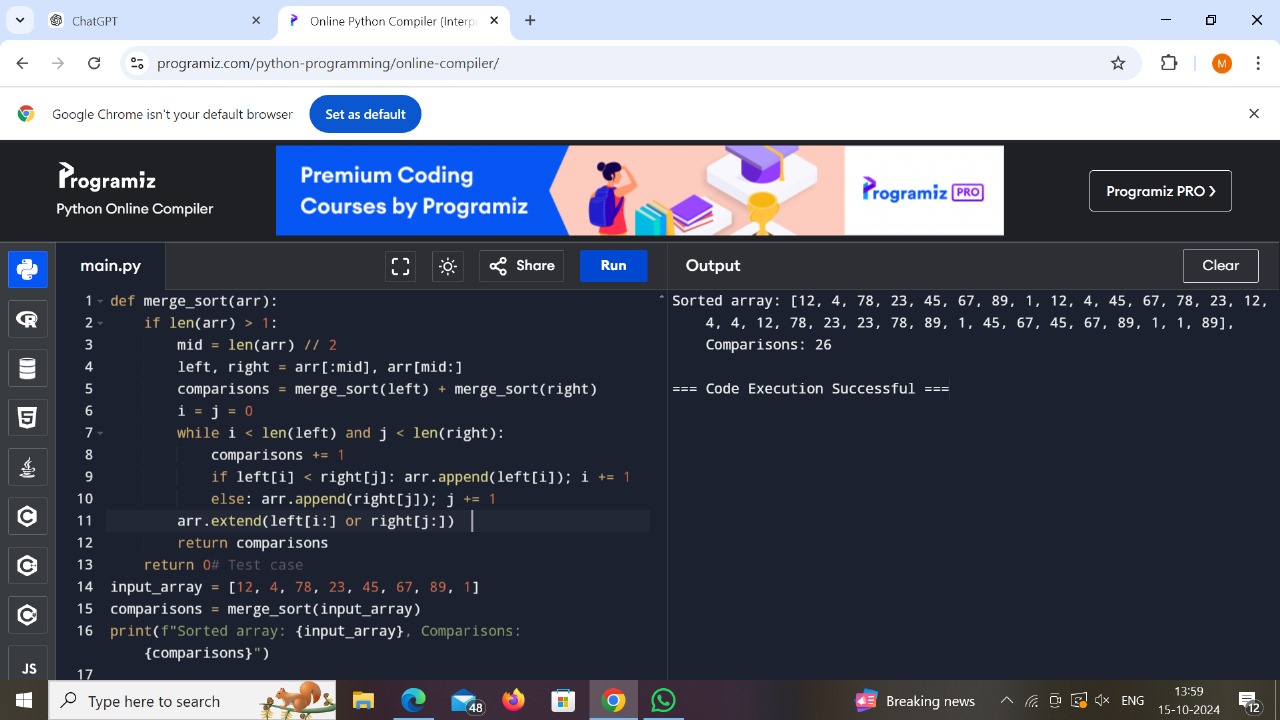 ChatGPT
Online Python Compiler (Interp
programiz.com/python-programming/online-compiler/
M
Google Chrome isn't your default browser
Set as default
Programiz
Python Online Compiler
Premium Coding
Courses by Programiz
Programiz PRO
Programiz PRO >
main.py
Share
Run
Output
Clear
1 def merge_sort(arr):
2     if len(arr) > 1:
3         mid = len(arr) // 2
4         left, right = arr[:mid], arr[mid:]
5         comparisons = merge_sort(left) + merge_sort(right)
6         i = j = 0
7         while i < len(left) and j < len(right):
8             comparisons += 1
9             if left[i] < right[j]: arr.append(left[i]); i += 1
10             else: arr.append(right[j]); j += 1
11         arr.extend(left[i:] or right[j:])
12         return comparisons
13     return 0# Test case
14 input_array = [12, 4, 78, 23, 45, 67, 89, 1]
15 comparisons = merge_sort(input_array)
16 print(f"Sorted array: {input_array}, Comparisons:
{comparisons}")
17
Sorted array: [12, 4, 78, 23, 45, 67, 89, 1, 12, 4, 45, 67, 78, 23, 12,
4, 4, 12, 78, 23, 23, 78, 89, 1, 45, 67, 45, 67, 89, 1, 1, 89],
Comparisons: 26
=== Code Execution Successful ===
JS
Type here to search
48
Breaking news
ENG
13:59
15-10-2024
12